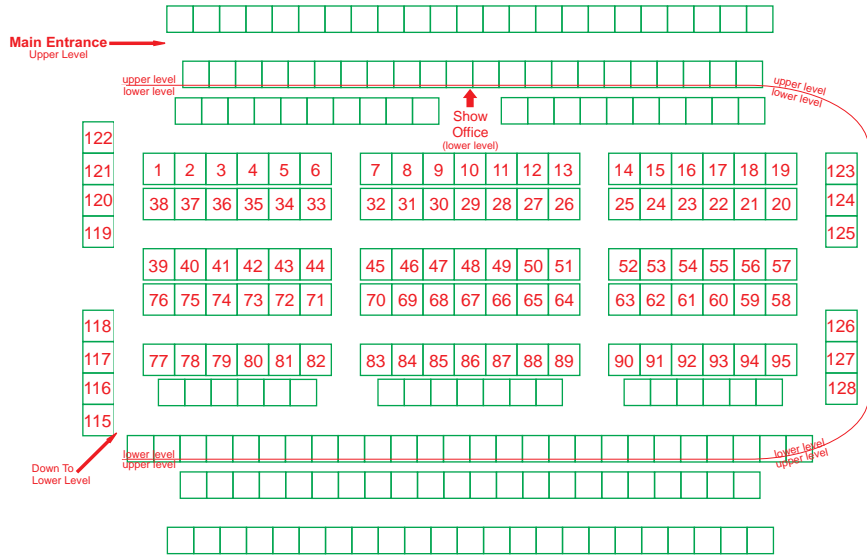 Main Entrance
Upper Level
upper level
lower level
upper level
lower level
Show
Office
(lower level)
122
121 1 2 3 4 5 6 7 8 9 10 11 12 13 14 15 16 17 18 19 123
120 38 37 36 35 34 33 32 31 30 29 28 27 26 25 24 23 22 21 20 124
119 125
39 40 41 42 43 44 45 46 47 48 49 50 51 52 53 54 55 56 57
76 75 74 73 72 71 70 69 68 67 66 65 64 63 62 61 60 59 58
118 126
117 77 78 79 80 81 82 83 84 85 86 87 88 89 90 91 92 93 94 95 127
116 128
115
lower level
upper level
lower level
upper level
Down To
Lower Level